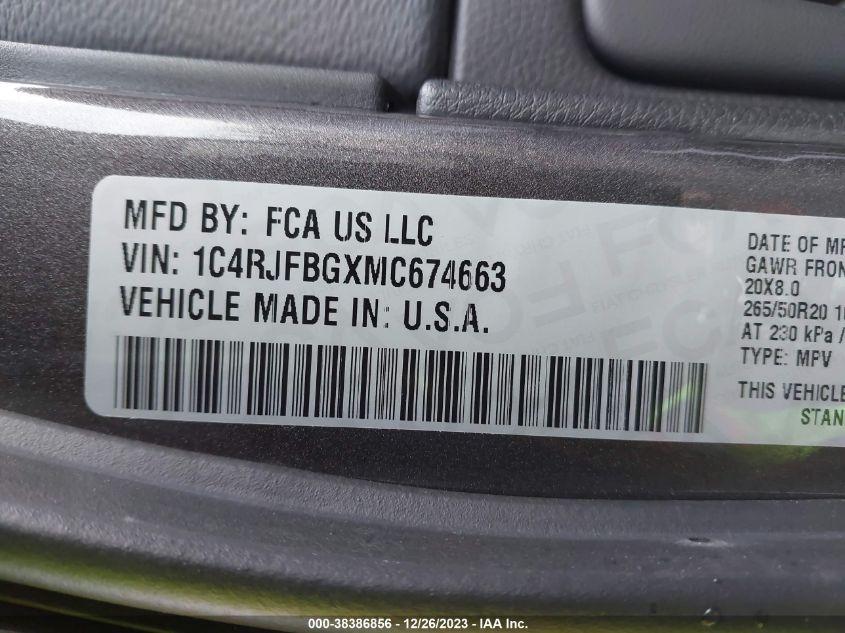 MFD BY: FCA US LLC
VIN: 1C4RJFBGXMC674663
VEHICLE MADE IN: U.S.A.
DATE OF MF
GAWR FRON
20X8.0
265/50R20 1
AT 230 kPa /
TYPE: MPV
THIS VEHICLE
STAN
000-38386856 - 12/26/2023 - IAA Inc.